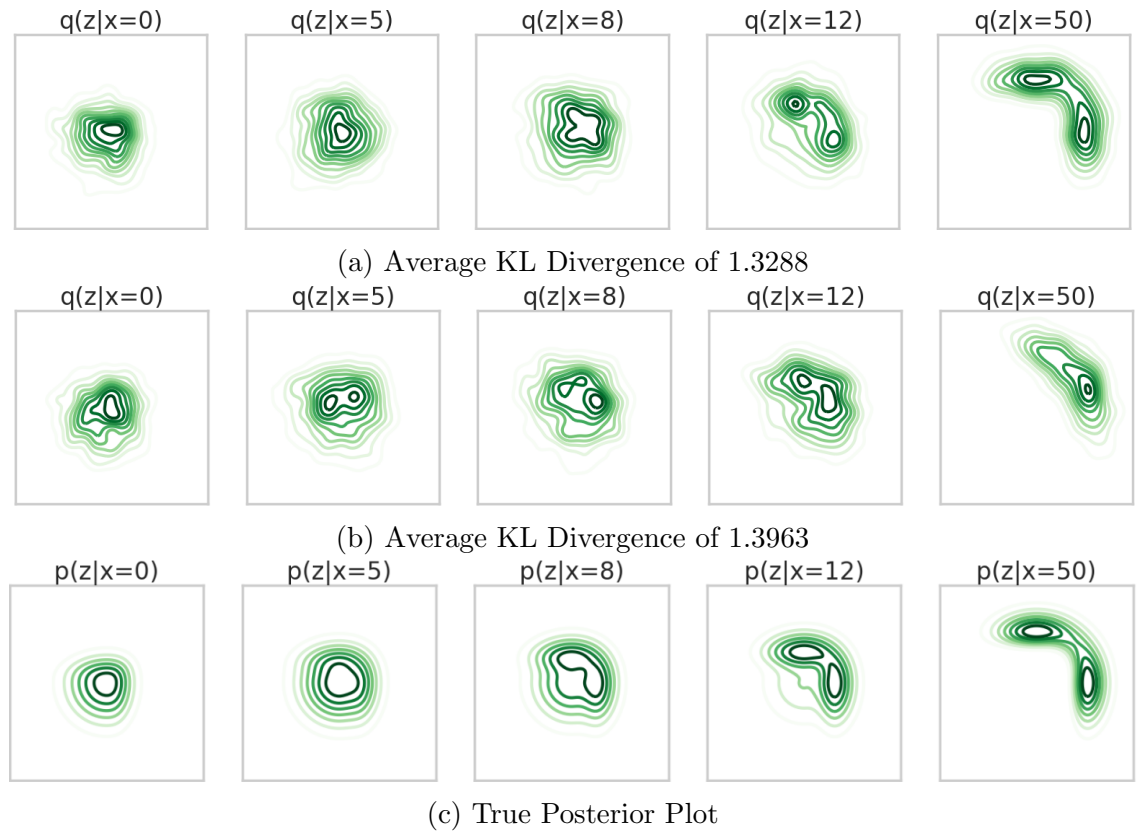 q(z|x=0) q(z|x=5) q(z|x=8) q(z|x=12) q(z|x=50)
(a) Average KL Divergence of 1.3288
q(z|x=0) q(z|x=5) q(z|x=8) q(z|x=12) q(z|x=50)
(b) Average KL Divergence of 1.3963
p(z|x=0) p(z|x=5) p(z|x=8) p(z|x=12) p(z|x=50)
(c) True Posterior Plot